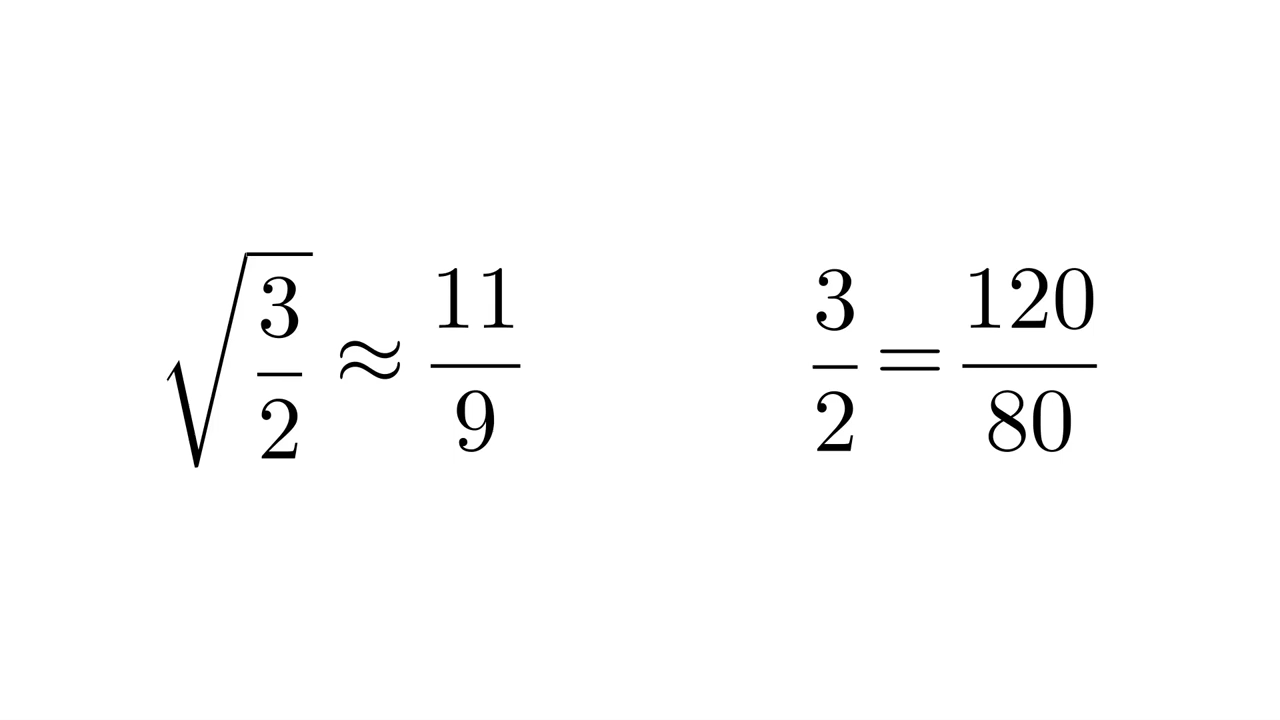 √(3/2) ≈ 11/9
3/2 = 120/80